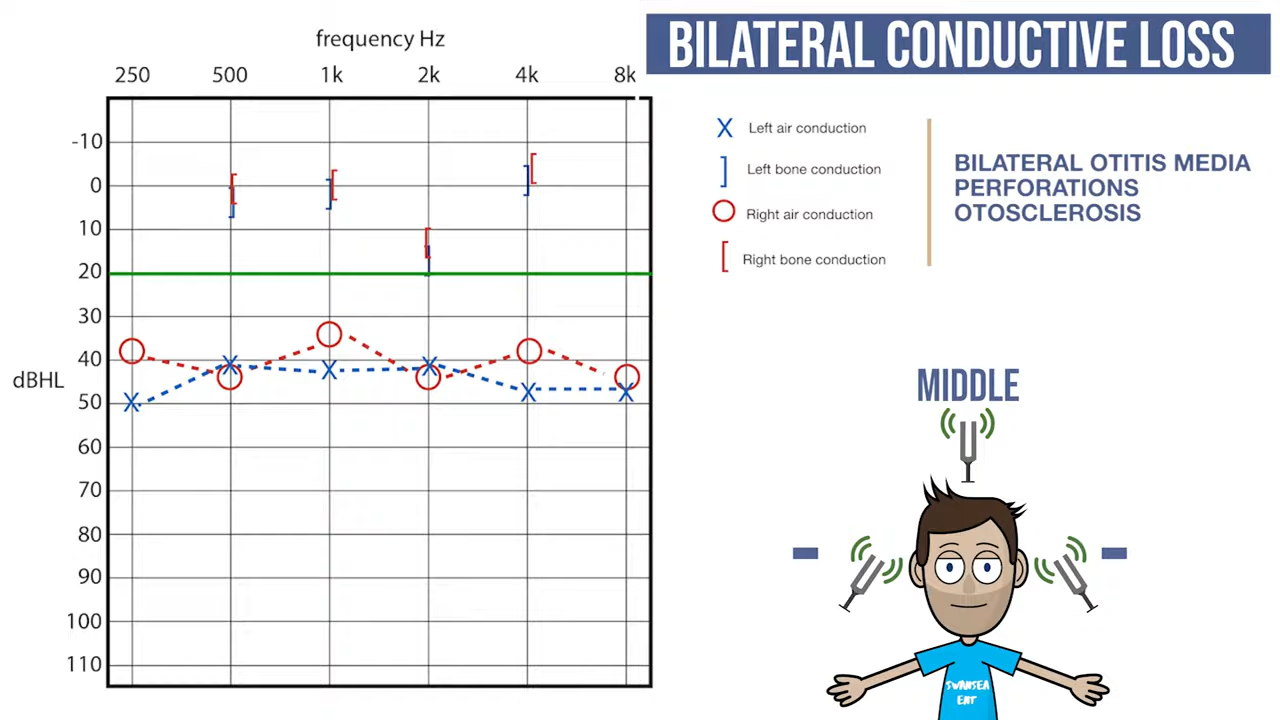 frequency Hz
250 500 1k 2k 4k 8k
-10
0
10
20
30
40
dBHL
50
60
70
80
90
100
110
BILATERAL CONDUCTIVE LOSS
X Left air conduction
] Left bone conduction
Right air conduction
[ Right bone conduction
BILATERAL OTITIS MEDIA
PERFORATIONS
OTOSCLEROSIS
MIDDLE
SWANSEA
ENT